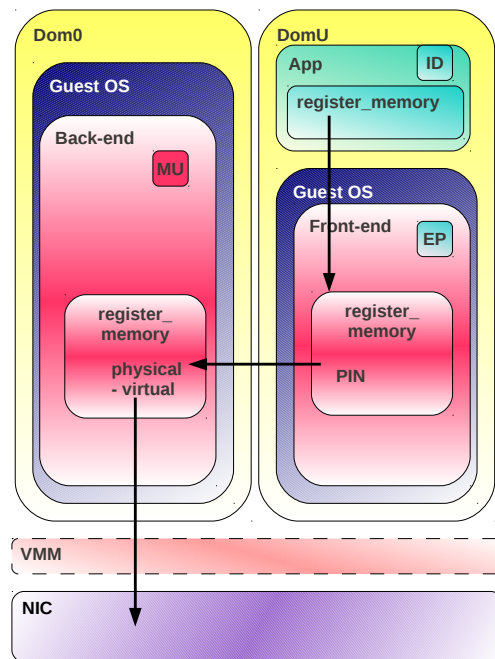 Dom0
Guest OS
Back-end
MU
register_
memory
physical
- virtual
DomU
App
ID
register_memory
Guest OS
Front-end
EP
register_
memory
PIN
VMM
NIC